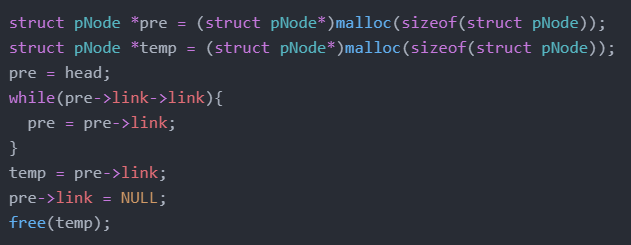 struct pNode *pre = (struct pNode*)malloc(sizeof(struct pNode));
struct pNode *temp = (struct pNode*)malloc(sizeof(struct pNode));
pre = head;
while(pre->link->link){
  pre = pre->link;
}
temp = pre->link;
pre->link = NULL;
free(temp);